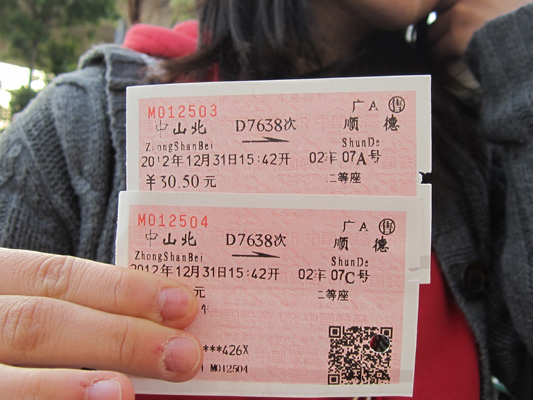 M012503
广A 售
中山北 D7638次 顺德
ZhongShanBei ShunDe
2012年12月31日15:42开 02车 07A号
￥30.50元 二等座
M012504
广A 售
中山北 D7638次 顺德
ZhongShanBei ShunDe
2012年12月31日15:42开 02车 07C号
元 二等座
***426X
M012504